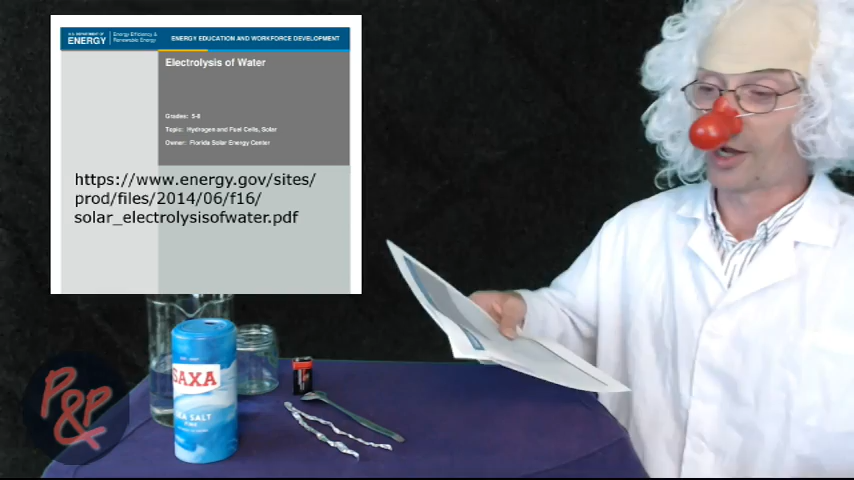 U.S. DEPARTMENT OF
ENERGY
Energy Efficiency &
Renewable Energy
ENERGY EDUCATION AND WORKFORCE DEVELOPMENT
Electrolysis of Water
Grades: 5-8
Topic: Hydrogen and Fuel Cells, Solar
Owner: Florida Solar Energy Center
https://www.energy.gov/sites/
prod/files/2014/06/f16/
solar_electrolysisofwater.pdf
SAXA
SEA SALT
FINE
P&P